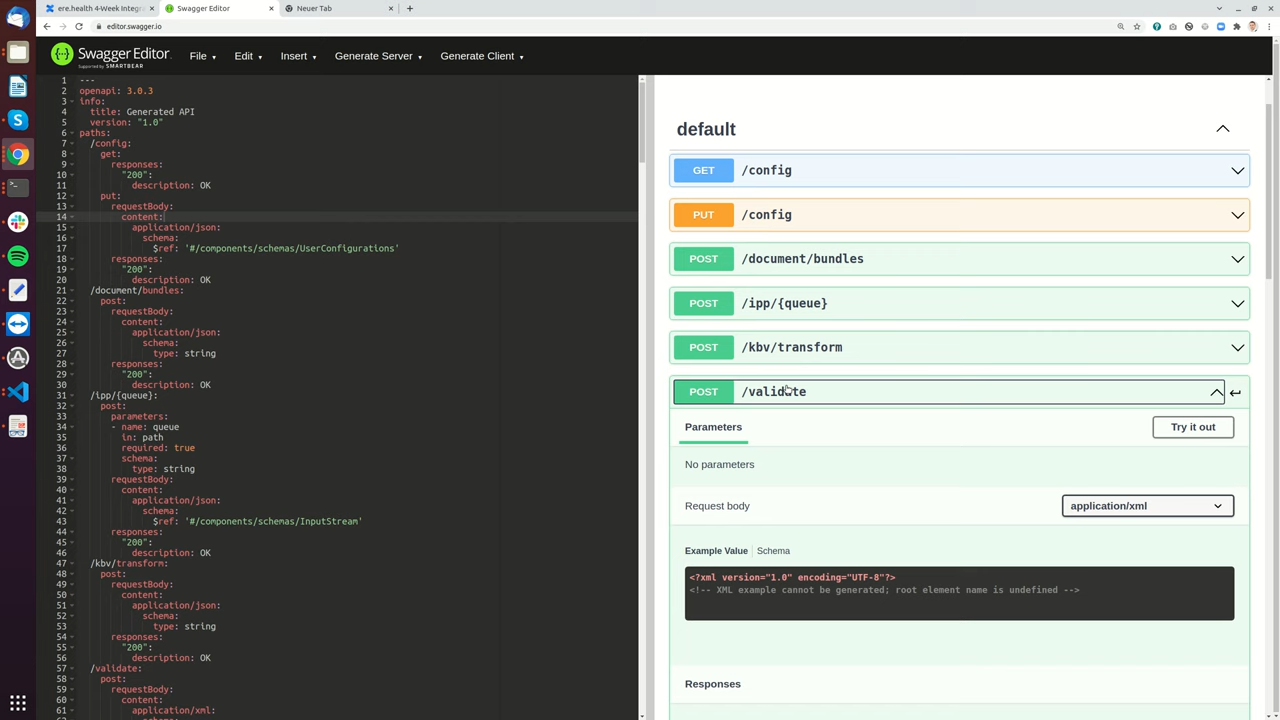 ere.health 4-Week Integra
Swagger Editor
Neuer Tab
editor.swagger.io
Swagger Editor
Supported by SMARTBEAR
File
Edit
Insert
Generate Server
Generate Client
1 ---
2 openapi: 3.0.3
3 info:
4 title: Generated API
5 version: "1.0"
6 paths:
7 /config:
8 get:
9 responses:
10 "200":
11 description: OK
12 put:
13 requestBody:
14 content:
15 application/json:
16 schema:
17 $ref: '#/components/schemas/UserConfigurations'
18 responses:
19 "200":
20 description: OK
21 /document/bundles:
22 post:
23 requestBody:
24 content:
25 application/json:
26 schema:
27 type: string
28 responses:
29 "200":
30 description: OK
31 /ipp/{queue}:
32 post:
33 parameters:
34 - name: queue
35 in: path
36 required: true
37 schema:
38 type: string
39 requestBody:
40 content:
41 application/json:
42 schema:
43 $ref: '#/components/schemas/InputStream'
44 responses:
45 "200":
46 description: OK
47 /kbv/transform:
48 post:
49 requestBody:
50 content:
51 application/json:
52 schema:
53 type: string
54 responses:
55 "200":
56 description: OK
57 /validate:
58 post:
59 requestBody:
60 content:
61 application/xml:
schema:
default
GET /config
PUT /config
POST /document/bundles
POST /ipp/{queue}
POST /kbv/transform
POST /validate
Parameters
Try it out
No parameters
Request body
application/xml
Example Value
Schema
<?xml version="1.0" encoding="UTF-8"?>
<!-- XML example cannot be generated; root element name is undefined -->
Responses